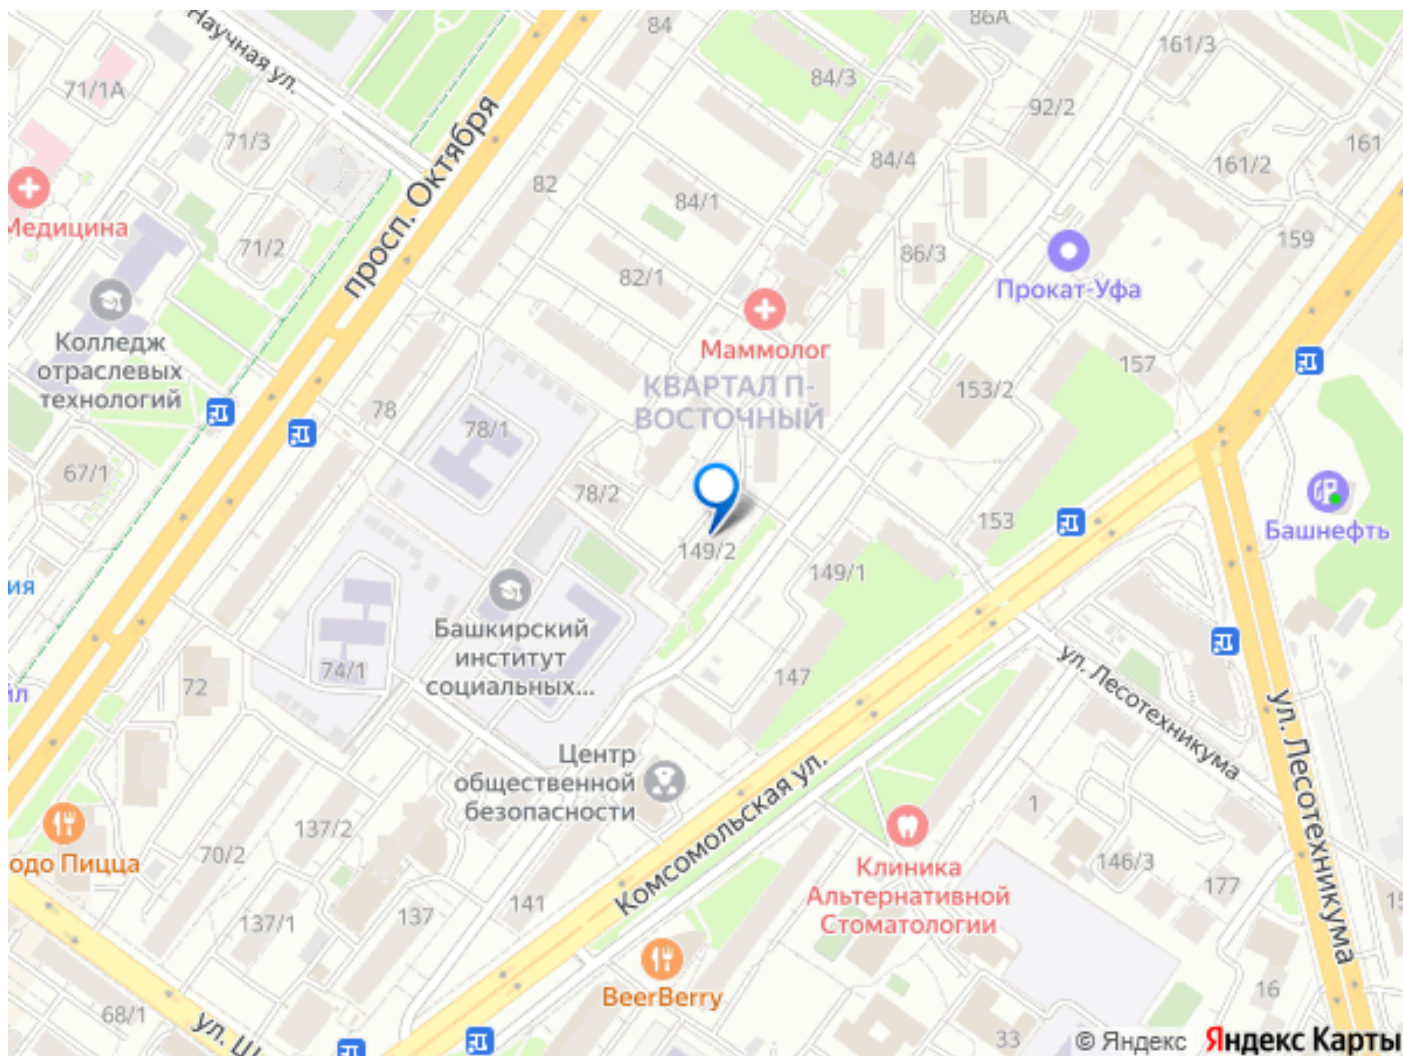 Научная ул.
84
86А
161/3
71/1А
84/3
92/2
71/3
просп. Октября
82
84/4
161/2
161
84/1
Медицина
71/2
82/1
86/3
159
Прокат-Уфа
Колледж
отраслевых
технологий
Маммолог
КВАРТАЛ П-
ВОСТОЧНЫЙ
157
153/2
78
78/1
67/1
78/2
153
Башнефть
149/2
149/1
ия
Башкирский
институт
социальных...
74/1
72
147
ул. Лесотехникума
ул. Лесотехникума
йл
Центр
общественной
безопасности
Комсомольская ул.
1
137/2
70/2
одо Пицца
Клиника
Альтернативной
Стоматологии
146/3
177
15
137/1
137
141
BeerBerry
16
68/1
ул. Ш
33
© Яндекс Яндекс Карты